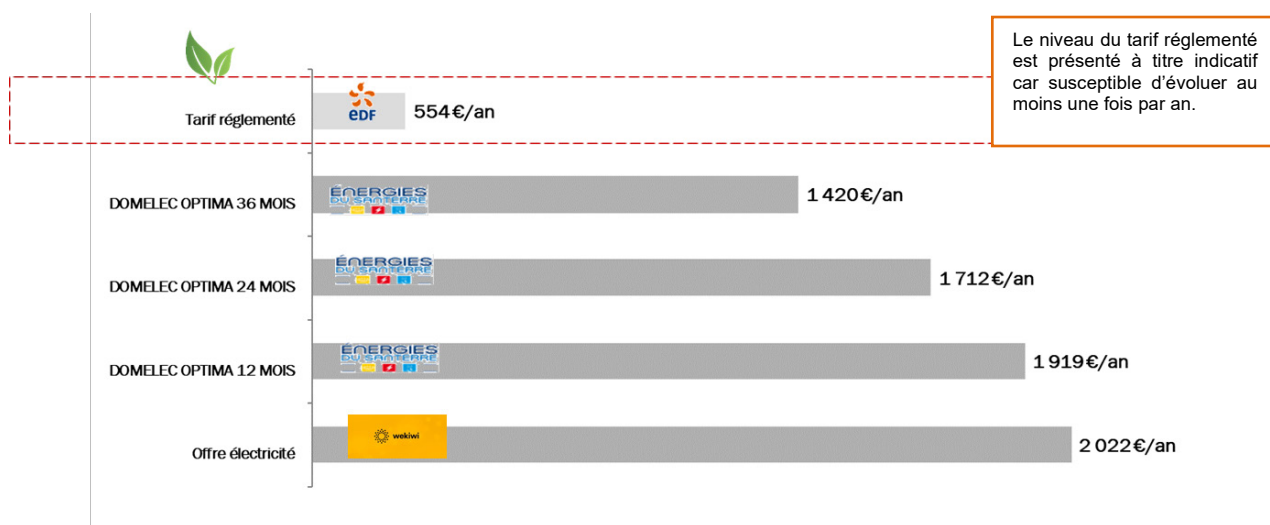 Le niveau du tarif réglementé
est présenté à titre indicatif
car susceptible d'évoluer au
moins une fois par an.
Tarif réglementé
eDF
554€/an
DOMELEC OPTIMA 36 MOIS
ÉNERGIES
DU SANTERRE
1 420€/an
DOMELEC OPTIMA 24 MOIS
ÉNERGIES
DU SANTERRE
1 712€/an
DOMELEC OPTIMA 12 MOIS
ÉNERGIES
DU SANTERRE
1 919€/an
Offre électricité
wekiwi
2 022€/an